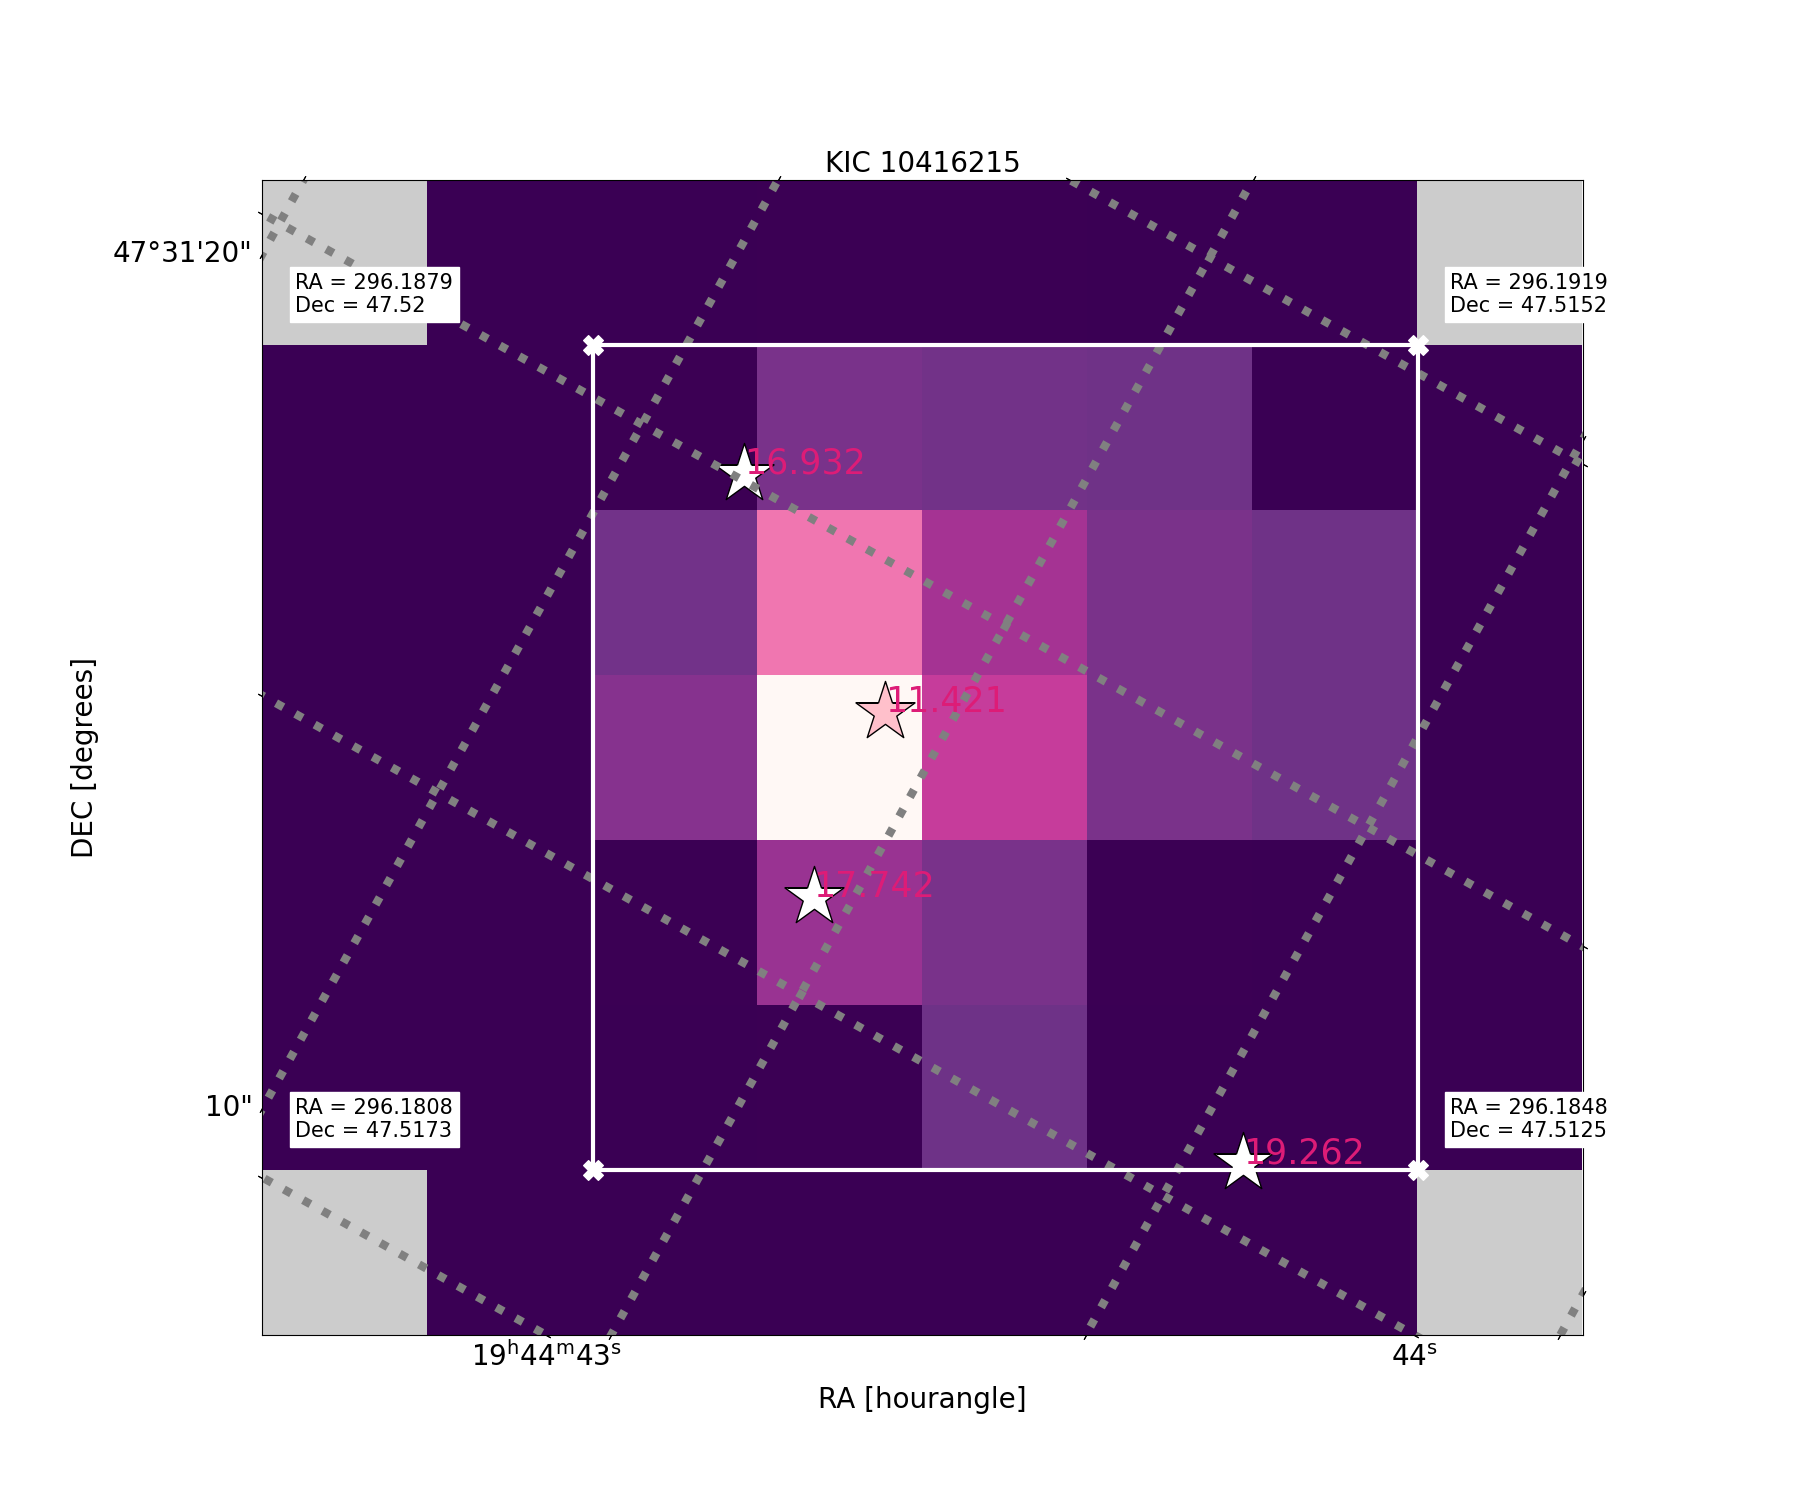 KIC 10416215
47°31'20"
RA = 296.1879
Dec = 47.52
RA = 296.1919
Dec = 47.5152
16.932
11.421
17.742
DEC [degrees]
10"
RA = 296.1808
Dec = 47.5173
RA = 296.1848
Dec = 47.5125
19.262
19ʰ44ᵐ43ˢ
44ˢ
RA [hourangle]